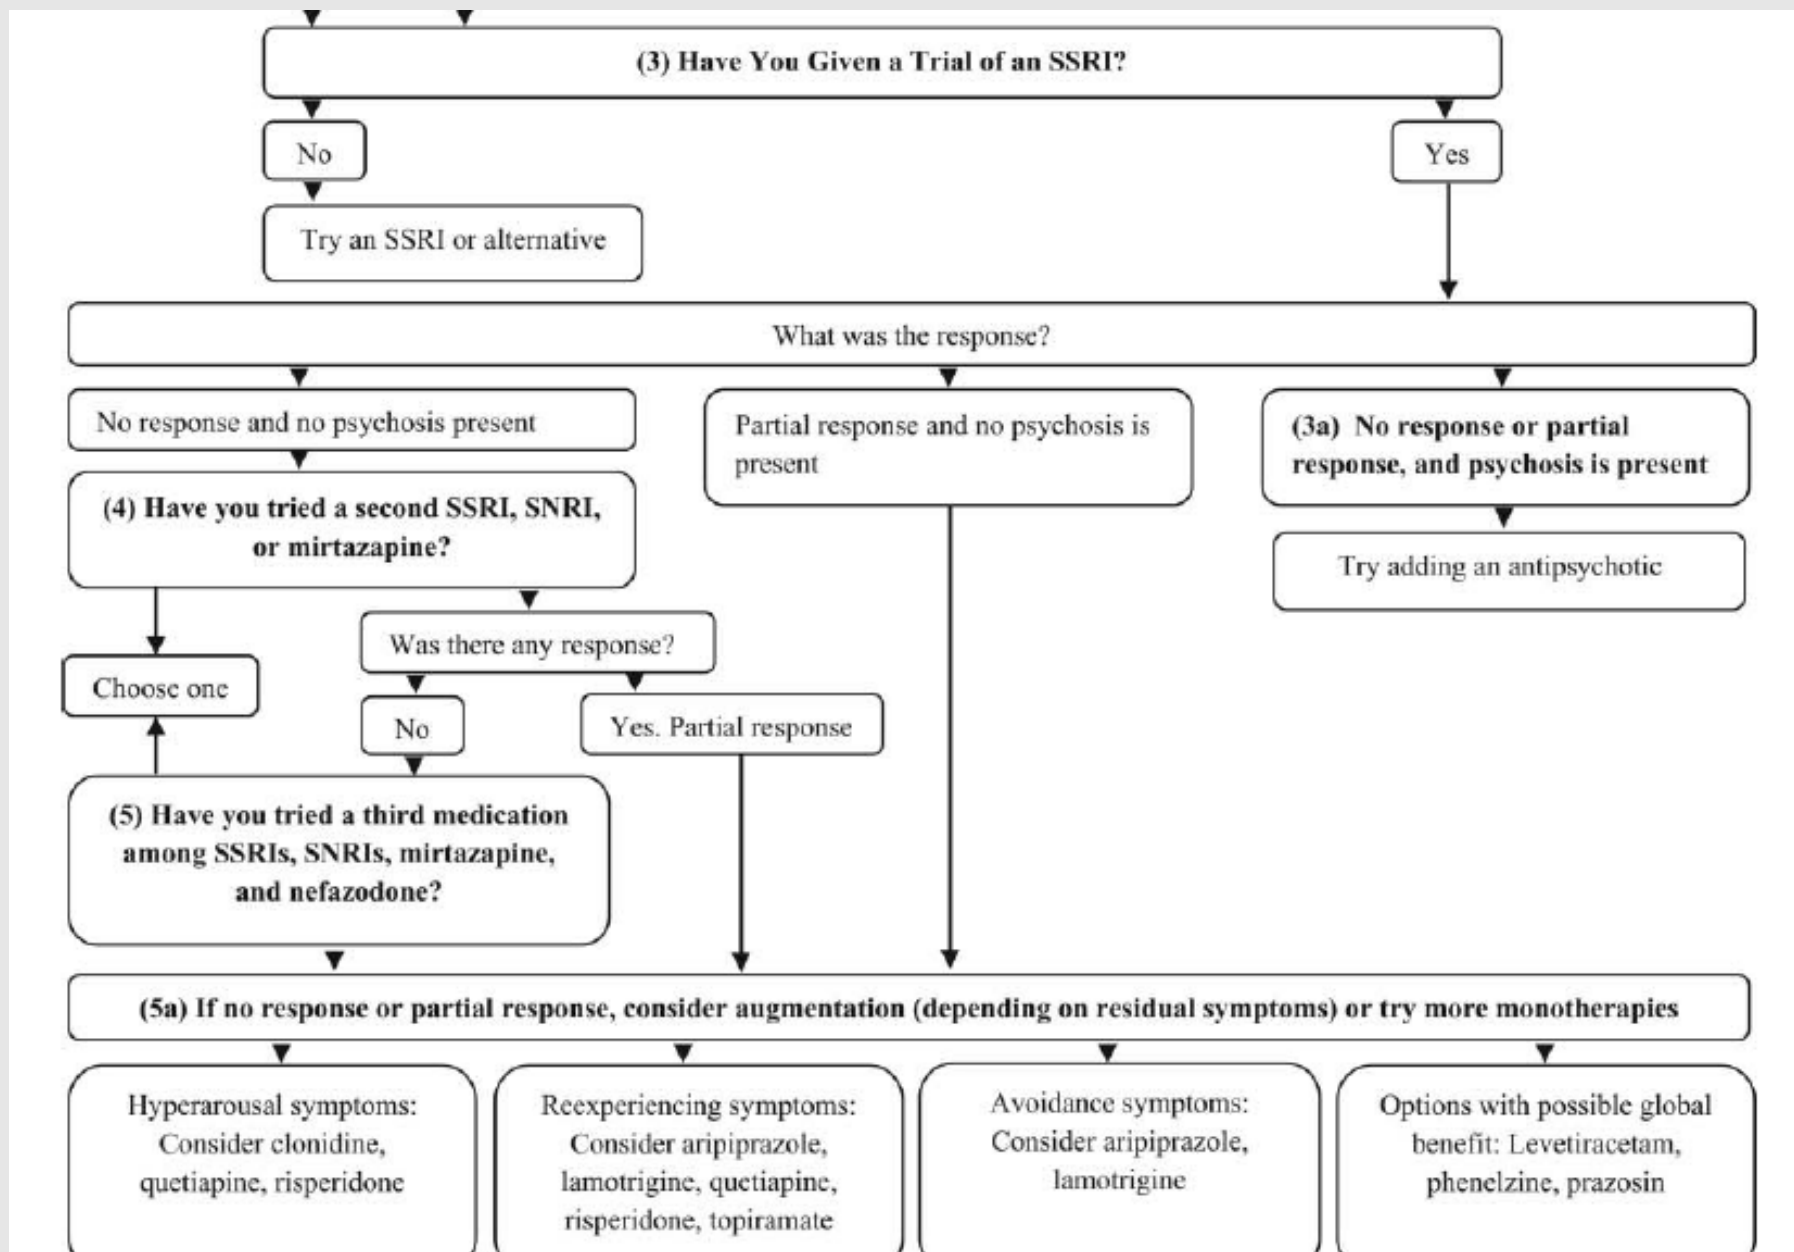 (3) Have You Given a Trial of an SSRI?
No
Yes
Try an SSRI or alternative
What was the response?
No response and no psychosis present
Partial response and no psychosis is
present
(3a) No response or partial
response, and psychosis is present
(4) Have you tried a second SSRI, SNRI,
or mirtazapine?
Try adding an antipsychotic
Was there any response?
Choose one
No
Yes. Partial response
(5) Have you tried a third medication
among SSRIs, SNRIs, mirtazapine,
and nefazodone?
(5a) If no response or partial response, consider augmentation (depending on residual symptoms) or try more monotherapies
Hyperarousal symptoms:
Consider clonidine,
quetiapine, risperidone
Reexperiencing symptoms:
Consider aripiprazole,
lamotrigine, quetiapine,
risperidone, topiramate
Avoidance symptoms:
Consider aripiprazole,
lamotrigine
Options with possible global
benefit: Levetiracetam,
phenelzine, prazosin